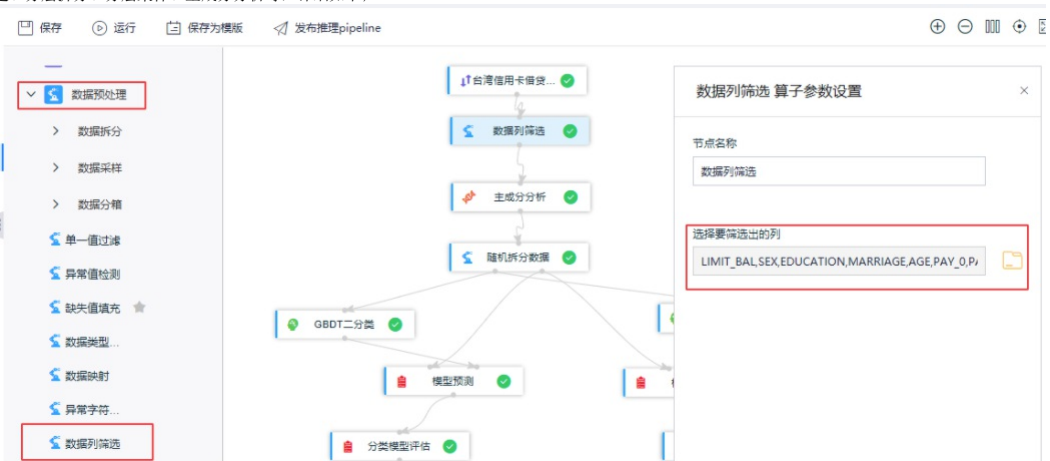 保存 运行 保存为模版 发布推理pipeline
数据预处理
数据拆分
数据采样
数据分箱
单一值过滤
异常值检测
缺失值填充
数据类型...
数据映射
异常字符...
数据列筛选
台湾信用卡借贷...
数据列筛选
主成分分析
随机拆分数据
GBDT二分类
模型预测
分类模型评估
数据列筛选 算子参数设置
节点名称
数据列筛选
选择要筛选出的列
LIMIT_BAL,SEX,EDUCATION,MARRIAGE,AGE,PAY_0,P